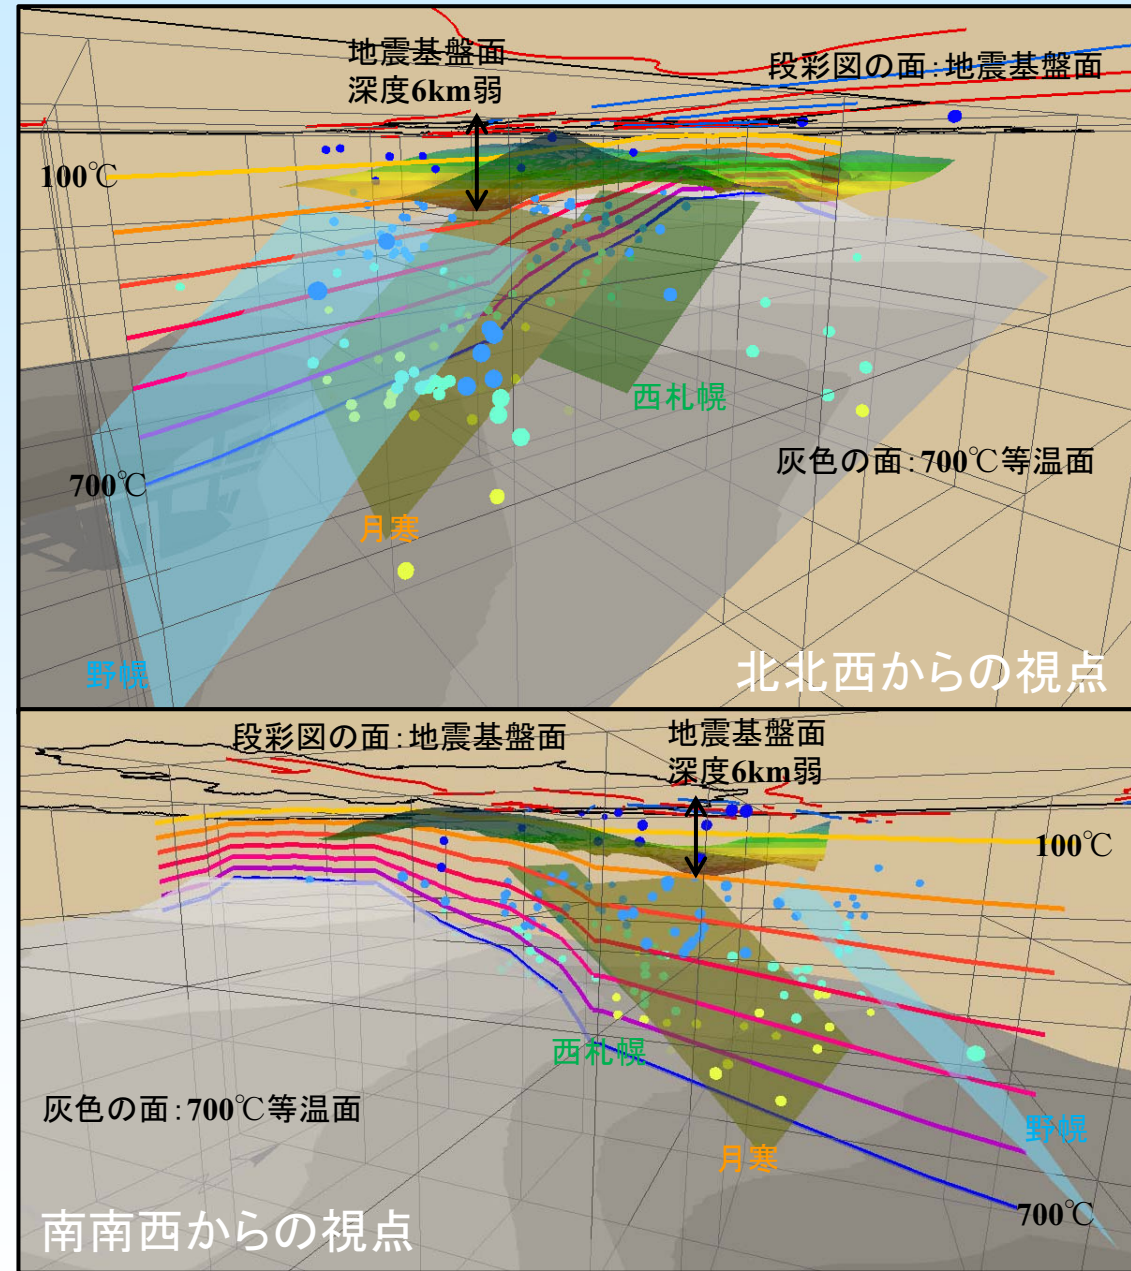 地震基盤面
深度6km弱
段彩図の面:地震基盤面
100℃
西札幌
灰色の面:700℃等温面
700℃
月寒
野幌
北北西からの視点
段彩図の面:地震基盤面
地震基盤面
深度6km弱
100℃
西札幌
灰色の面:700℃等温面
野幌
月寒
700℃
南南西からの視点